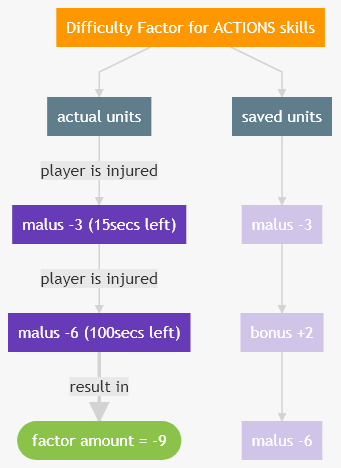 Difficulty Factor for ACTIONS skills
actual units
saved units
player is injured
malus -3 (15secs left)
malus -3
player is injured
malus -6 (100secs left)
bonus +2
result in
factor amount = -9
malus -6